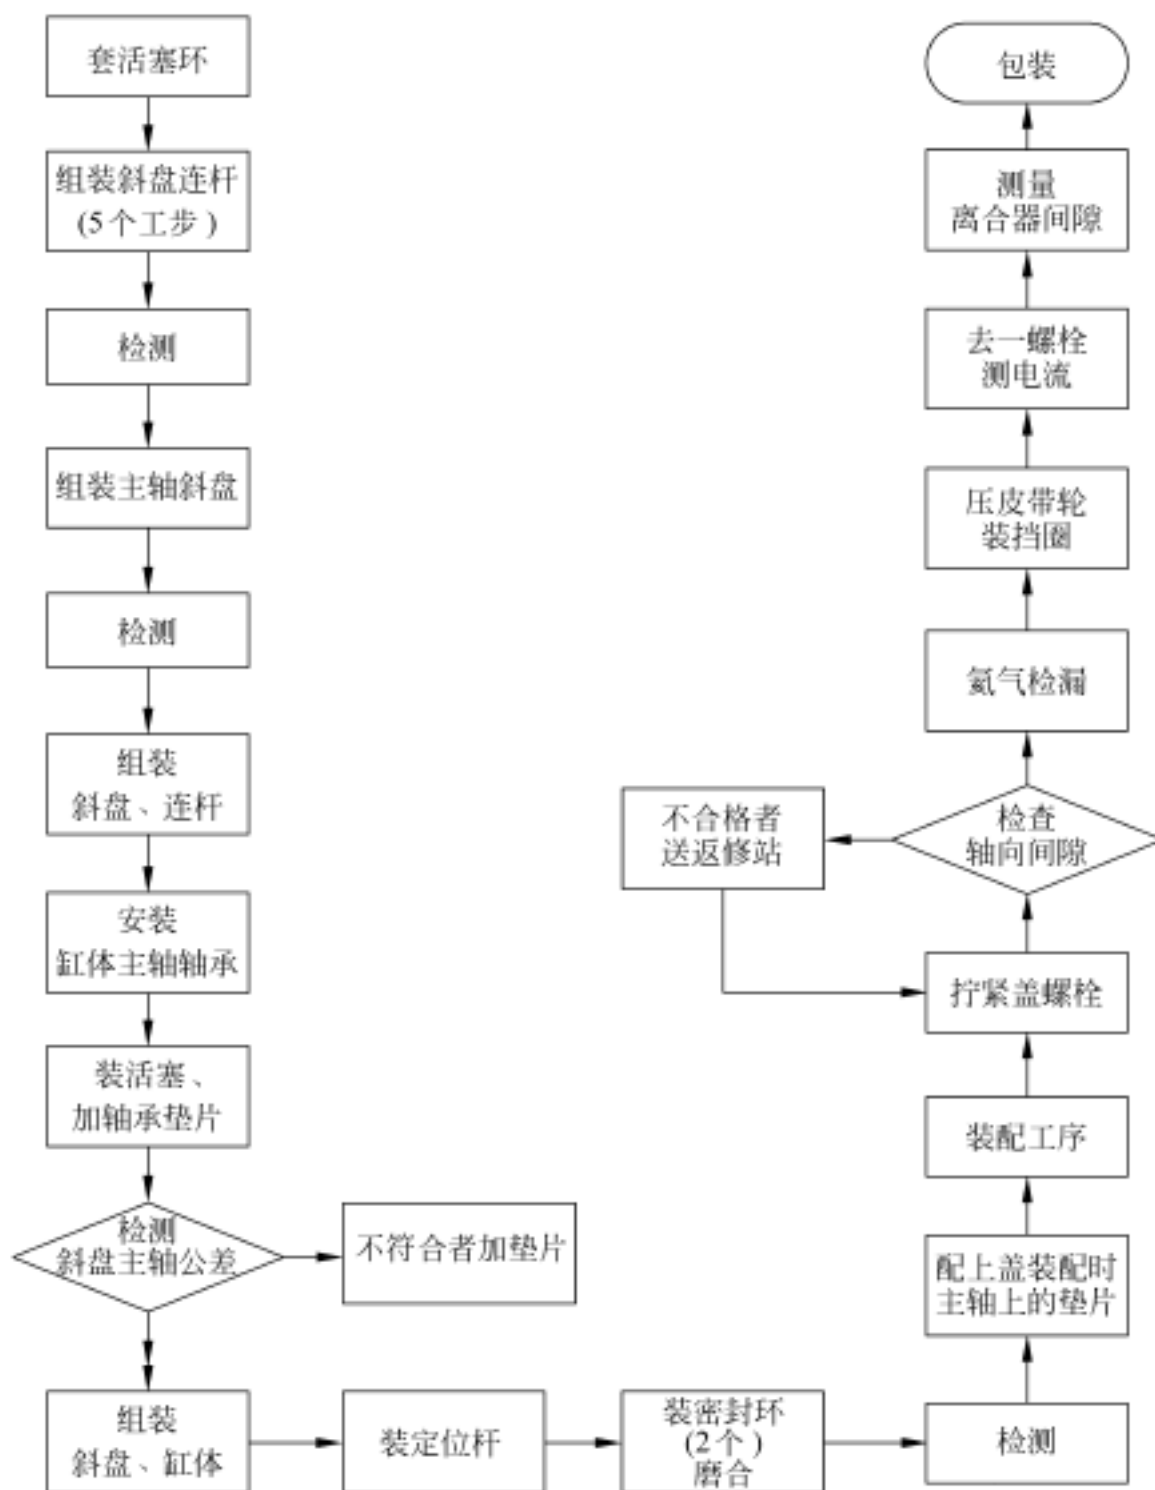 套活塞环
组装斜盘连杆
(5个工步)
检测
组装主轴斜盘
检测
组装
斜盘、连杆
安装
缸体主轴轴承
装活塞、
加轴承垫片
检测
斜盘主轴公差
不符合者加垫片
组装
斜盘、缸体
装定位杆
装密封环
(2个)
磨合
检测
配上盖装配时
主轴上的垫片
装配工序
拧紧盖螺栓
检查
轴向间隙
不合格者
送返修站
氦气检漏
压皮带轮
装挡圈
去一螺栓
测电流
测量
离合器间隙
包装